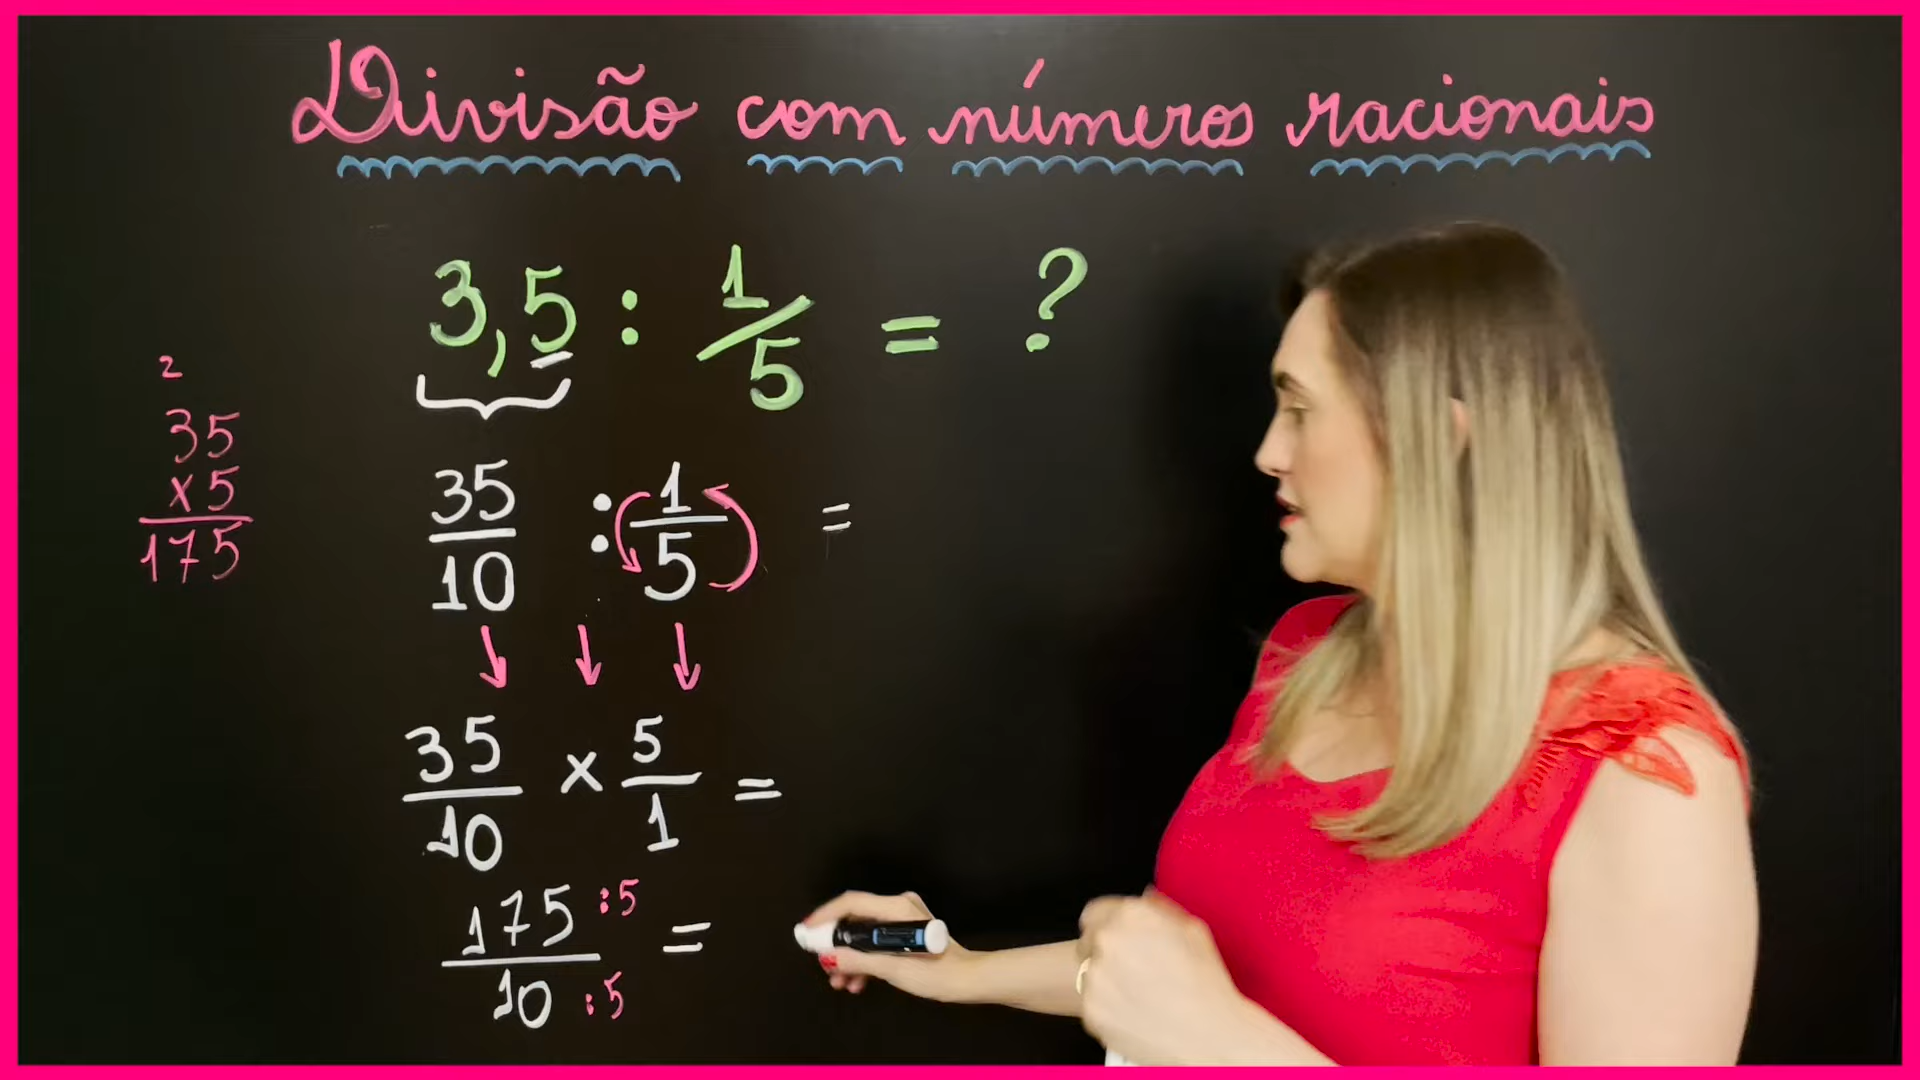 Divisão com números racionais
3,5 : 1/5 = ?
2
35
x5
175
35/10 : 1/5 =
35/10 x 5/1 =
175 :5 / 10 :5 =